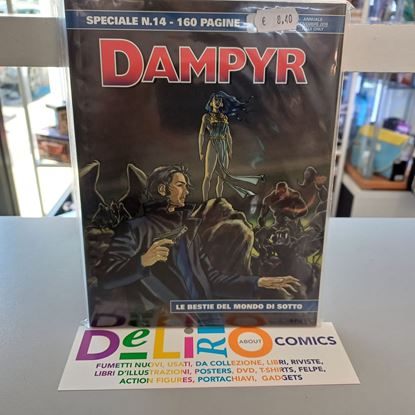 SPECIALE N.14 - 160 PAGINE
€ 8,40
ANNUALE
DAMPYR
LE BESTIE DEL MONDO DI SOTTO
DeLiRiO
ABOUT
COMICS
FUMETTI NUOVI, USATI, DA COLLEZIONE, LIBRI, RIVISTE,
LIBRI D'ILLUSTRAZIONI, POSTERS, DVD, T-SHIRTS, FELPE,
ACTION FIGURES, PORTACHIAVI, GADGETS